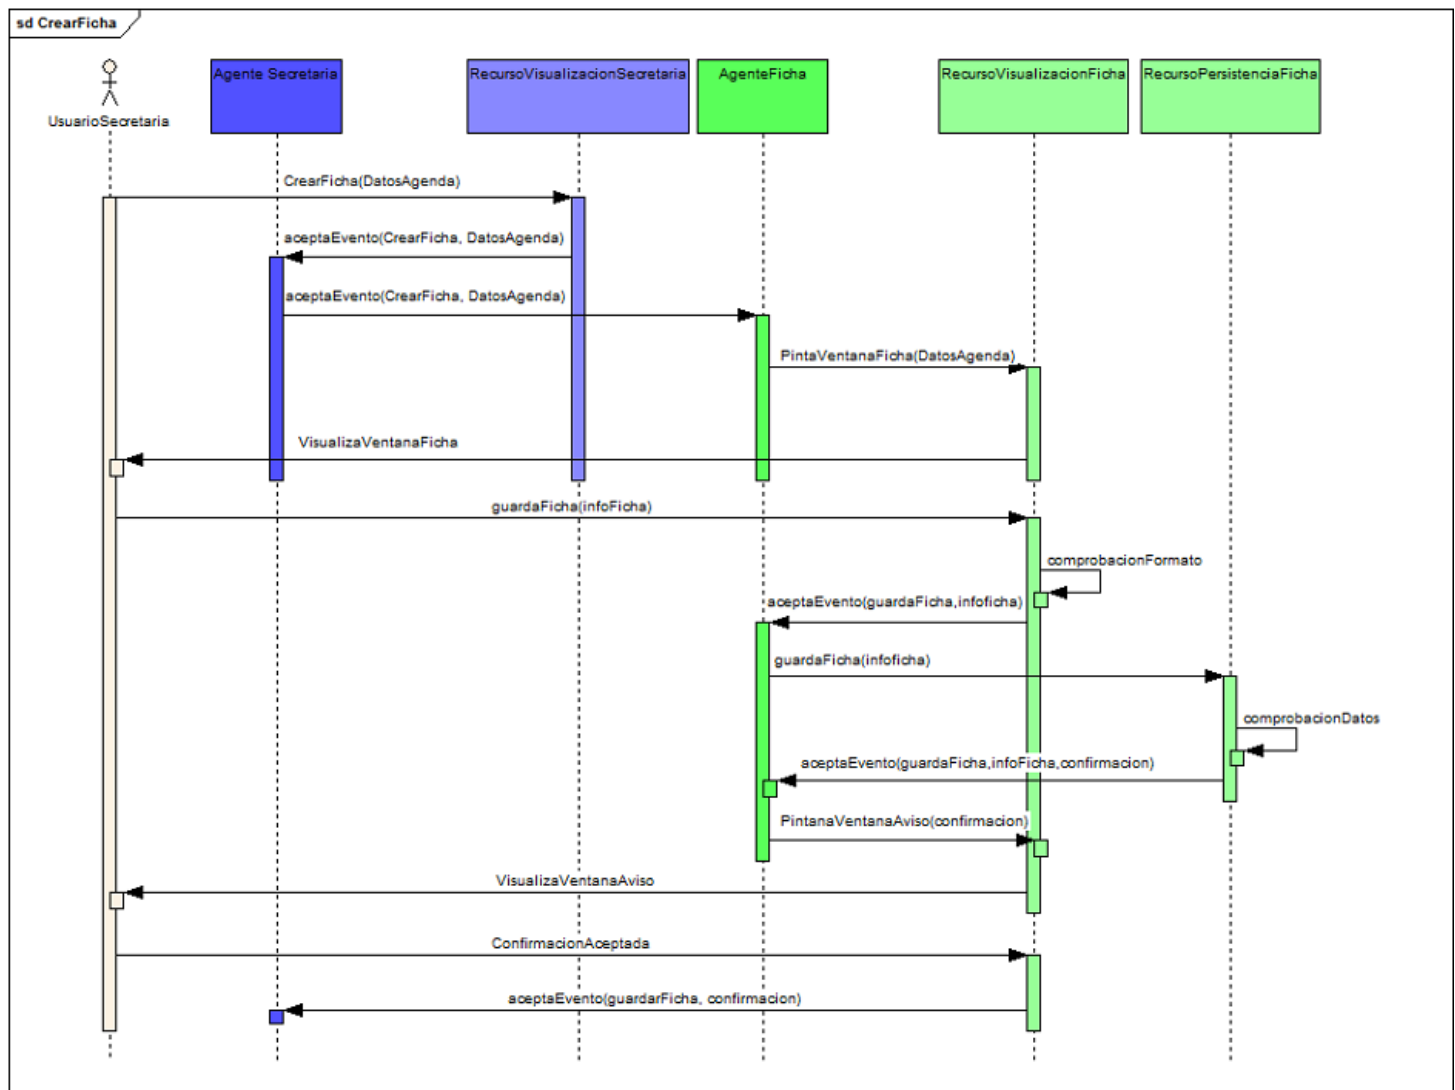 sd CrearFicha
UsuarioSecretaria
Agente Secretaria
RecursoVisualizacionSecretaria
AgenteFicha
RecursoVisualizacionFicha
RecursoPersistenciaFicha
CrearFicha(DatosAgenda)
aceptaEvento(CrearFicha, DatosAgenda)
aceptaEvento(CrearFicha, DatosAgenda)
PintaVentanaFicha(DatosAgenda)
VisualizaVentanaFicha
guardaFicha(infoFicha)
comprobacionFormato
aceptaEvento(guardaFicha,infoficha)
guardaFicha(infoficha)
comprobacionDatos
aceptaEvento(guardaFicha,infoFicha,confirmacion)
PintanaVentanaAviso(confirmacion)
VisualizaVentanaAviso
ConfirmacionAceptada
aceptaEvento(guardarFicha, confirmacion)